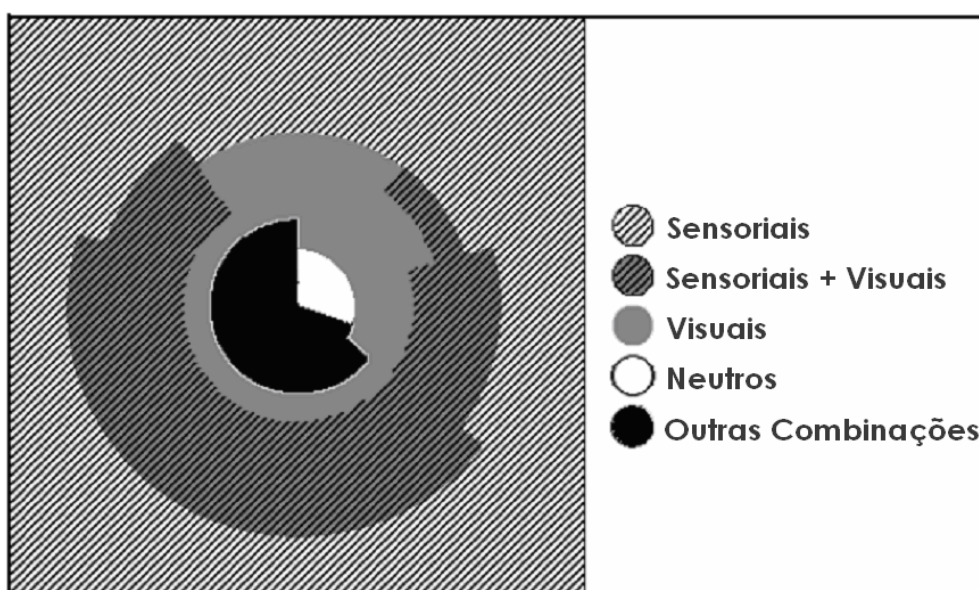 Sensoriais
Sensoriais + Visuais
Visuais
Neutros
Outras Combinações